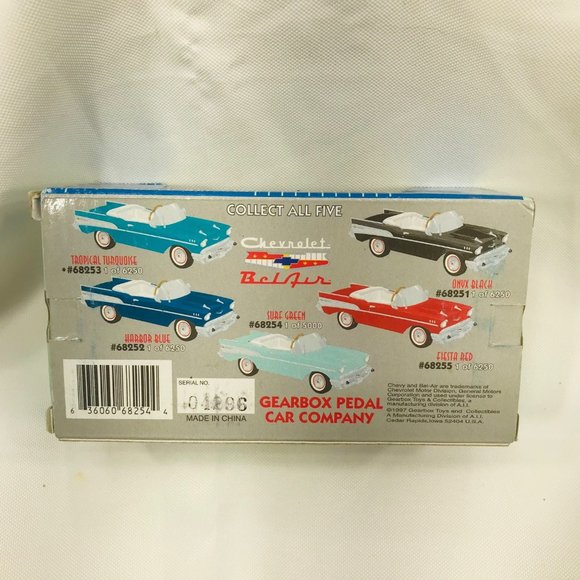 COLLECT ALL FIVE
Chevrolet
BelAir
TROPICAL TURQUOISE
*#68253 1 of 6250
ONYX BLACK
#68251 1 of 6250
HARBOR BLUE
#68252 1 of 6250
SURF GREEN
#68254 1 of 5000
FIESTA RED
#68255 1 of 6250
SERIAL NO.
MADE IN CHINA
6 36060 68254 4
GEARBOX PEDAL
CAR COMPANY
Chevy and Bel-Air are trademarks of
Chevrolet Motor Division, General Motors
Corporation and used under license to
Gearbox Toys & Collectibles, a
manufacturing division of A.I.I.
©1997 Gearbox Toys and Collectibles
A Manufacturing Division of A.I.I.
Cedar Rapids, Iowa 52404 U.S.A.